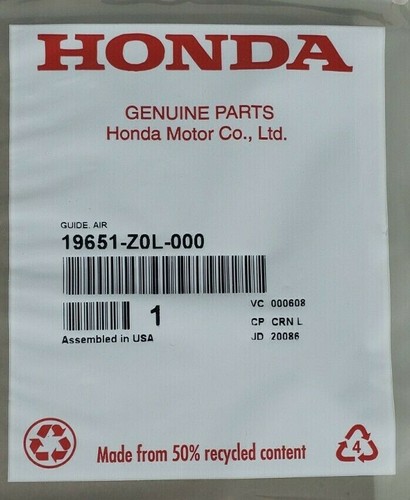 HONDA
GENUINE PARTS
Honda Motor Co., Ltd.
GUIDE, AIR
19651-Z0L-000
1
VC 000608
CP CRN L
Assembled in USA
JD 20086
Made from 50% recycled content
4